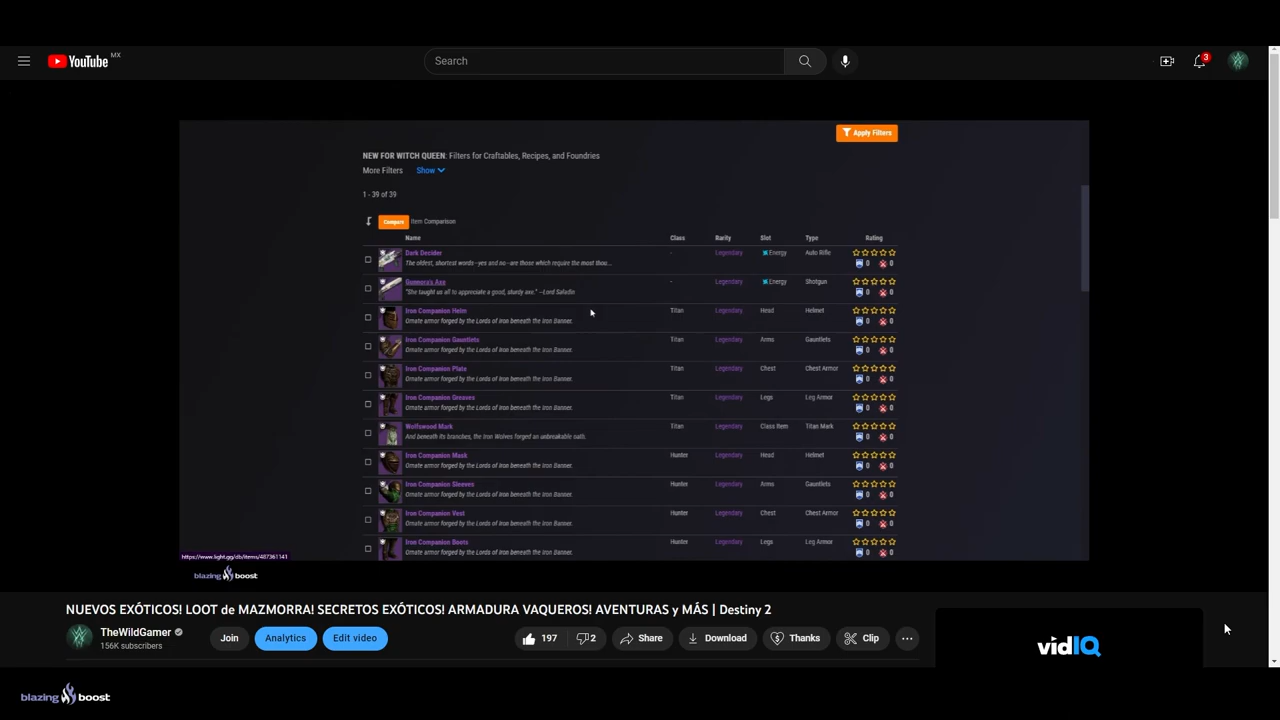 YouTube MX
Search
3
Apply Filters
NEW FOR WITCH QUEEN: Filters for Craftables, Recipes, and Foundries
More Filters Show
1 - 39 of 39
Compare Item Comparison
Name Class Rarity Slot Type Rating
Dark Decider - Legendary Energy Auto Rifle
The oldest, shortest words—yes and no—are those which require the most thou... 0 0
Gunnora's Axe - Legendary Energy Shotgun
"She taught us all to appreciate a good, sturdy axe." —Lord Saladin 0 0
Iron Companion Helm Titan Legendary Head Helmet
Ornate armor forged by the Lords of Iron beneath the Iron Banner. 0 0
Iron Companion Gauntlets Titan Legendary Arms Gauntlets
Ornate armor forged by the Lords of Iron beneath the Iron Banner. 0 0
Iron Companion Plate Titan Legendary Chest Chest Armor
Ornate armor forged by the Lords of Iron beneath the Iron Banner. 0 0
Iron Companion Greaves Titan Legendary Legs Leg Armor
Ornate armor forged by the Lords of Iron beneath the Iron Banner. 0 0
Wolfswood Mark Titan Legendary Class Item Titan Mark
And beneath its branches, the Iron Wolves forged an unbreakable oath. 0 0
Iron Companion Mask Hunter Legendary Head Helmet
Ornate armor forged by the Lords of Iron beneath the Iron Banner. 0 0
Iron Companion Sleeves Hunter Legendary Arms Gauntlets
Ornate armor forged by the Lords of Iron beneath the Iron Banner. 0 0
Iron Companion Vest Hunter Legendary Chest Chest Armor
Ornate armor forged by the Lords of Iron beneath the Iron Banner. 0 0
Iron Companion Boots Hunter Legendary Legs Leg Armor
Ornate armor forged by the Lords of Iron beneath the Iron Banner. 0 0
https://www.light.gg/db/items/487361141
blazing boost
NUEVOS EXÓTICOS! LOOT de MAZMORRA! SECRETOS EXÓTICOS! ARMADURA VAQUEROS! AVENTURAS y MÁS | Destiny 2
TheWildGamer
156K subscribers
Join Analytics Edit video 197 2 Share Download Thanks Clip ...
vidIQ
blazing boost